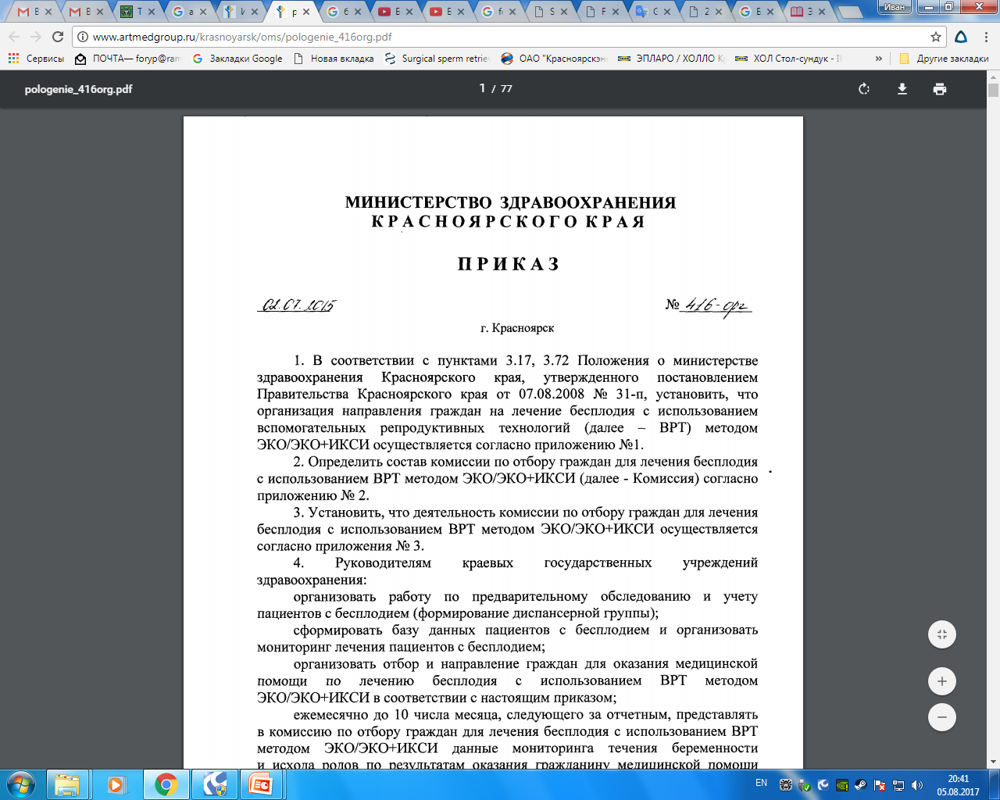 В
В
Т
а
И
р
б
Е
Е
f
S
F
С
2
Е
Э
Иван
www.artmedgroup.ru/krasnoyarsk/oms/pologenie_416org.pdf
Сервисы
ПОЧТА— foryp@ram
Закладки Google
Новая вкладка
Surgical sperm retriev
ОАО "Красноярскэн
ЭПЛАРО / ХОЛЛО К
ХОЛ Стол-сундук - I
»
Другие закладки
pologenie_416org.pdf
1 / 77
МИНИСТЕРСТВО ЗДРАВООХРАНЕНИЯ
КРАСНОЯРСКОГО КРАЯ
ПРИКАЗ
02.07.2015
№ 416-орг
г. Красноярск
1. В соответствии с пунктами 3.17, 3.72 Положения о министерстве
здравоохранения Красноярского края, утвержденного постановлением
Правительства Красноярского края от 07.08.2008 № 31-п, установить, что
организация направления граждан на лечение бесплодия с использованием
вспомогательных репродуктивных технологий (далее – ВРТ) методом
ЭКО/ЭКО+ИКСИ осуществляется согласно приложению №1.
2. Определить состав комиссии по отбору граждан для лечения бесплодия
с использованием ВРТ методом ЭКО/ЭКО+ИКСИ (далее - Комиссия) согласно
приложению № 2.
3. Установить, что деятельность комиссии по отбору граждан для лечения
бесплодия с использованием ВРТ методом ЭКО/ЭКО+ИКСИ осуществляется
согласно приложения № 3.
4. Руководителям краевых государственных учреждений
здравоохранения:
организовать работу по предварительному обследованию и учету
пациентов с бесплодием (формирование диспансерной группы);
сформировать базу данных пациентов с бесплодием и организовать
мониторинг лечения пациентов с бесплодием;
организовать отбор и направление граждан для оказания медицинской
помощи по лечению бесплодия с использованием ВРТ методом
ЭКО/ЭКО+ИКСИ в соответствии с настоящим приказом;
ежемесячно до 10 числа месяца, следующего за отчетным, представлять
в комиссию по отбору граждан для лечения бесплодия с использованием ВРТ
методом ЭКО/ЭКО+ИКСИ данные мониторинга течения беременности
и исхода родов по результатам оказания гражданину медицинской помощи
EN
20:41
05.08.2017